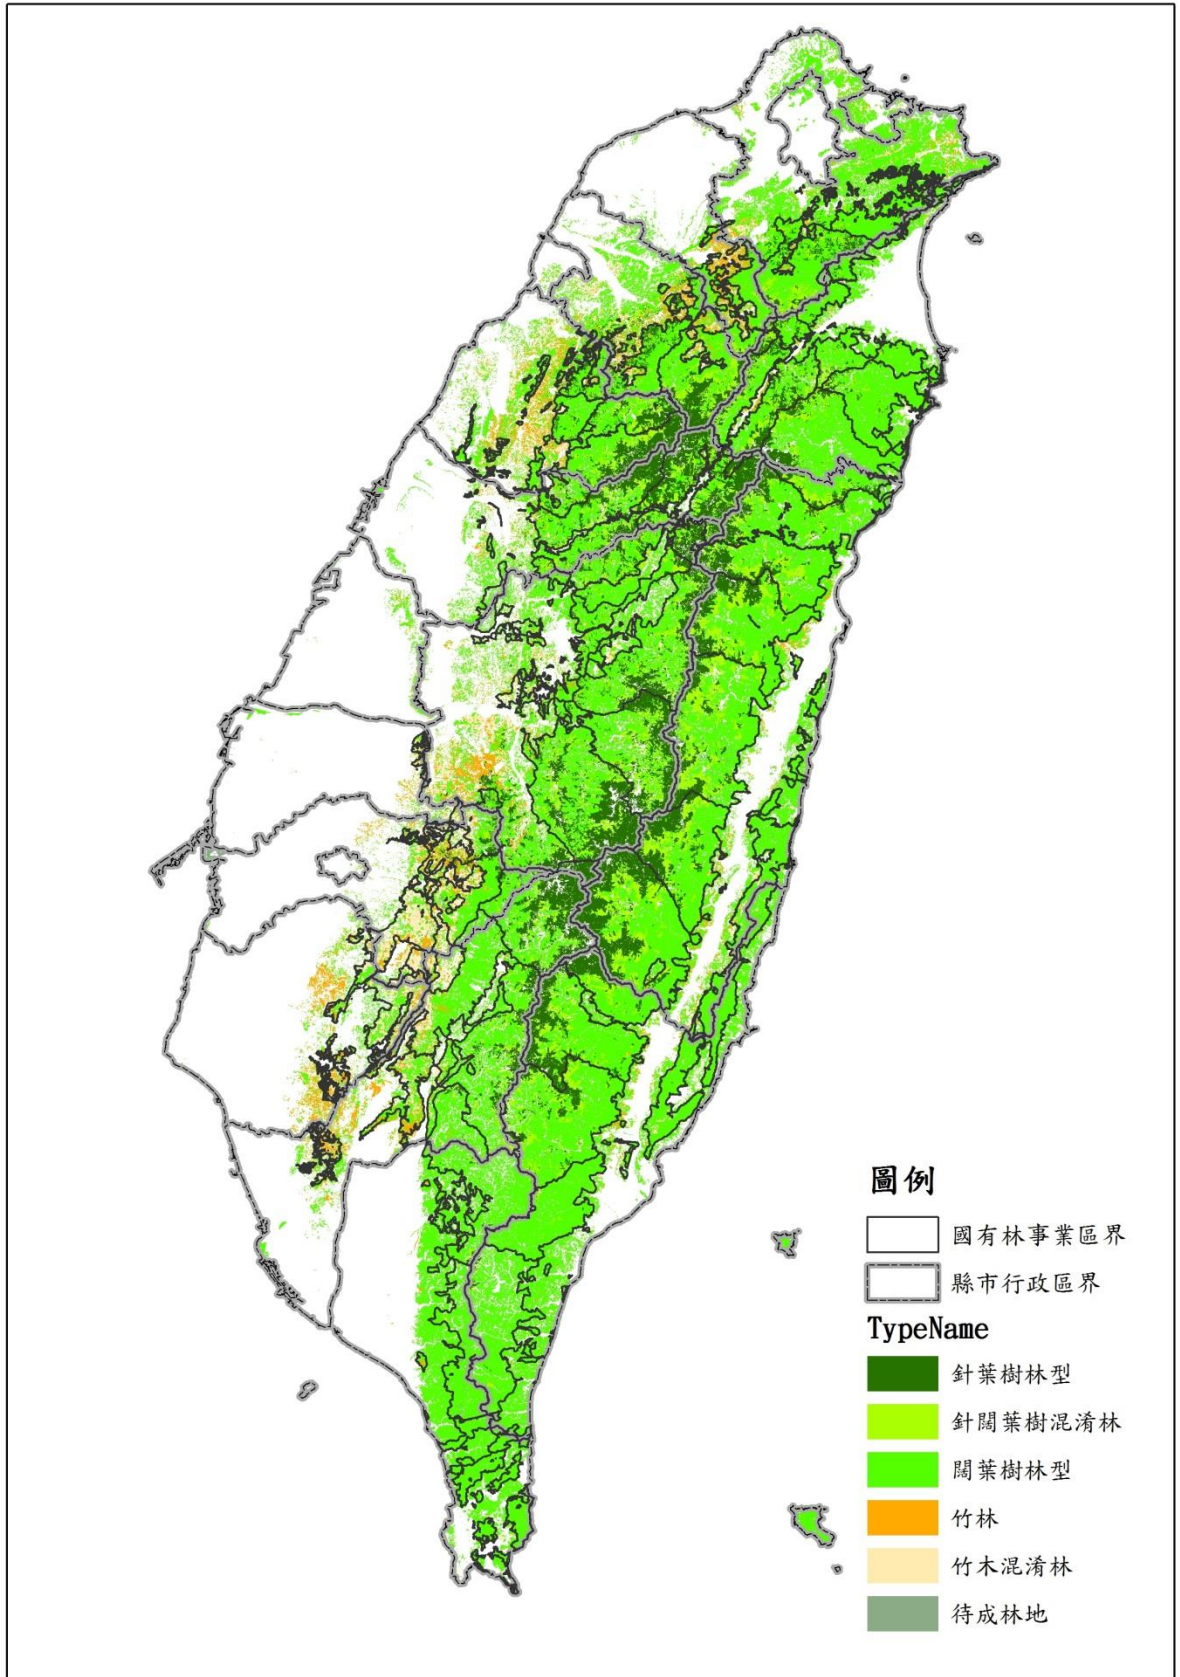 圖例
國有林事業區界
縣市行政區界
TypeName
針葉樹林型
針闊葉樹混淆林
闊葉樹林型
竹林
竹木混淆林
待成林地